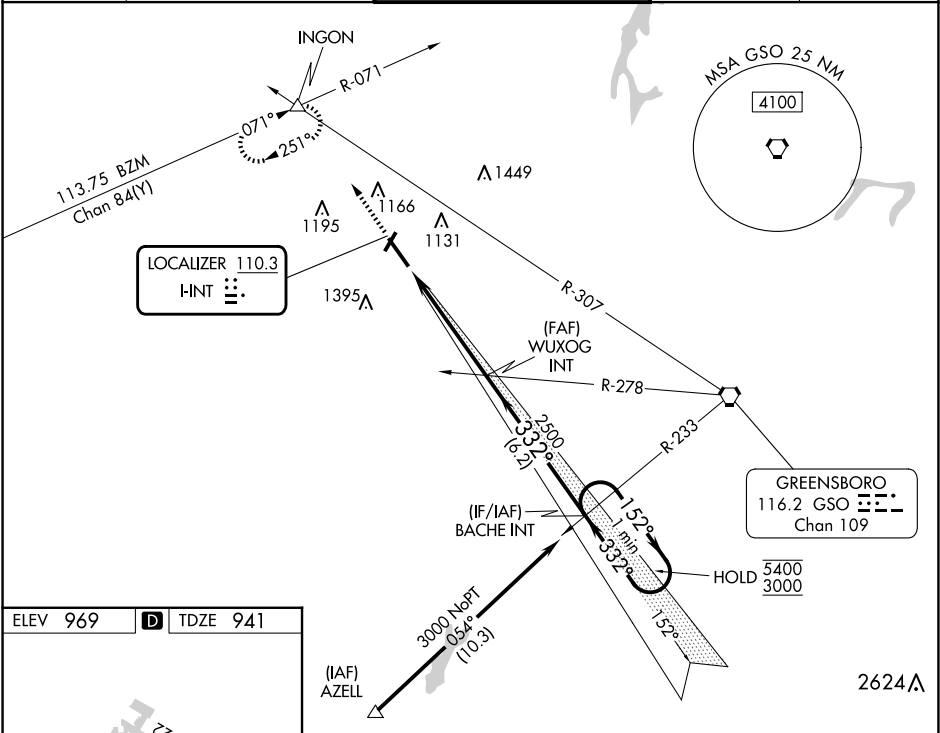 INGON
R-071
071°
251°
113.75 BZM
Chan 84(Y)
MSA GSO 25 NM
4100
1449
1166
1195
1131
1395
LOCALIZER 110.3
I-INT
R-307
(FAF)
WUXOG
INT
R-278
R-233
2500
332°
(6.2)
GREENSBORO
116.2 GSO
Chan 109
(IF/IAF)
BACHE INT
152°
1 min
332°
HOLD 5400
3000
152°
3000 NoPT
054°
(10.3)
(IAF)
AZELL
2624
ELEV 969 D TDZE 941
22